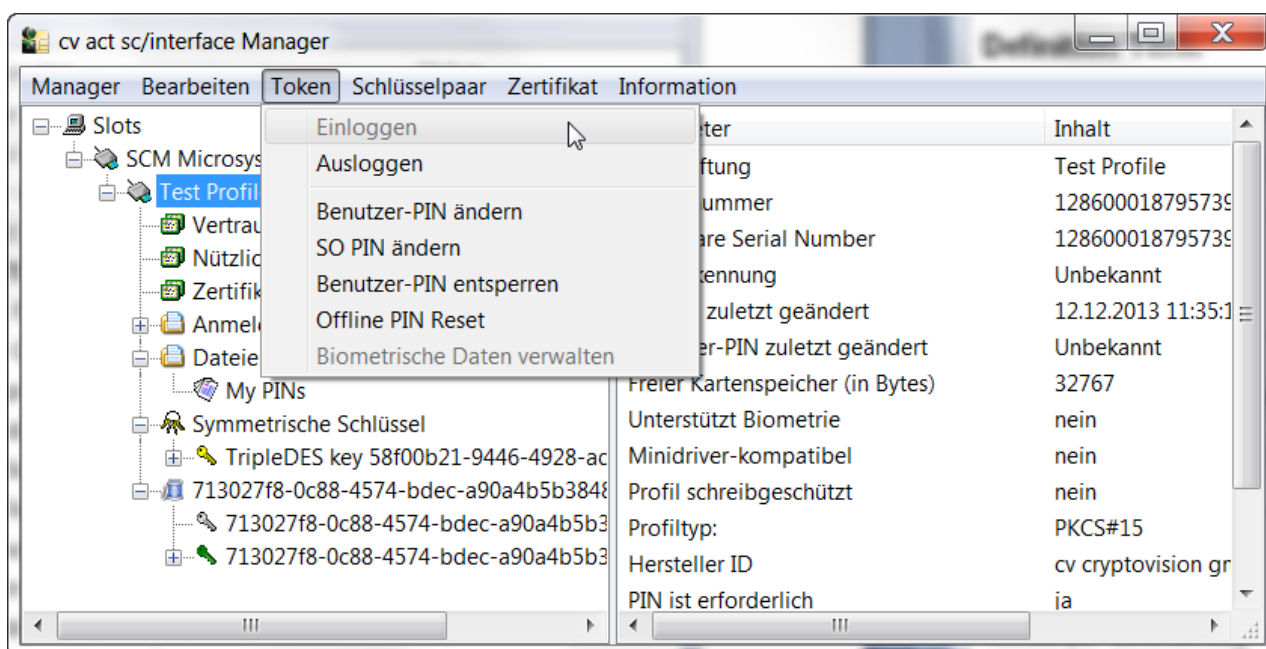 cv act sc/interface Manager
Manager Bearbeiten Token Schlüsselpaar Zertifikat Information
Slots
SCM Microsys
Test Profil
Vertrau
Nützlic
Zertifik
Anmel
Dateie
My PINs
Symmetrische Schlüssel
TripleDES key 58f00b21-9446-4928-ac
713027f8-0c88-4574-bdec-a90a4b5b3848
713027f8-0c88-4574-bdec-a90a4b5b3
713027f8-0c88-4574-bdec-a90a4b5b3
Einloggen
Ausloggen
Benutzer-PIN ändern
SO PIN ändern
Benutzer-PIN entsperren
Offline PIN Reset
Biometrische Daten verwalten
eter Inhalt
ftung Test Profile
ummer 128600018795739
are Serial Number 128600018795739
kennung Unbekannt
zuletzt geändert 12.12.2013 11:35:1
er-PIN zuletzt geändert Unbekannt
Freier Kartenspeicher (in Bytes) 32767
Unterstützt Biometrie nein
Minidriver-kompatibel nein
Profil schreibgeschützt nein
Profiltyp: PKCS#15
Hersteller ID cv cryptovision gr
PIN ist erforderlich ja